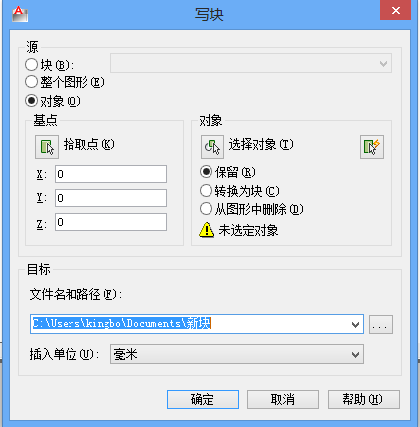 写块
源
块(B):
整个图形(E)
对象(O)
基点
拾取点(K)
X: 0
Y: 0
Z: 0
对象
选择对象(T)
保留(R)
转换为块(C)
从图形中删除(D)
未选定对象
目标
文件名和路径(F):
C:\Users\kingbo\Documents\新块
...
插入单位(U): 毫米
确定 取消 帮助(H)